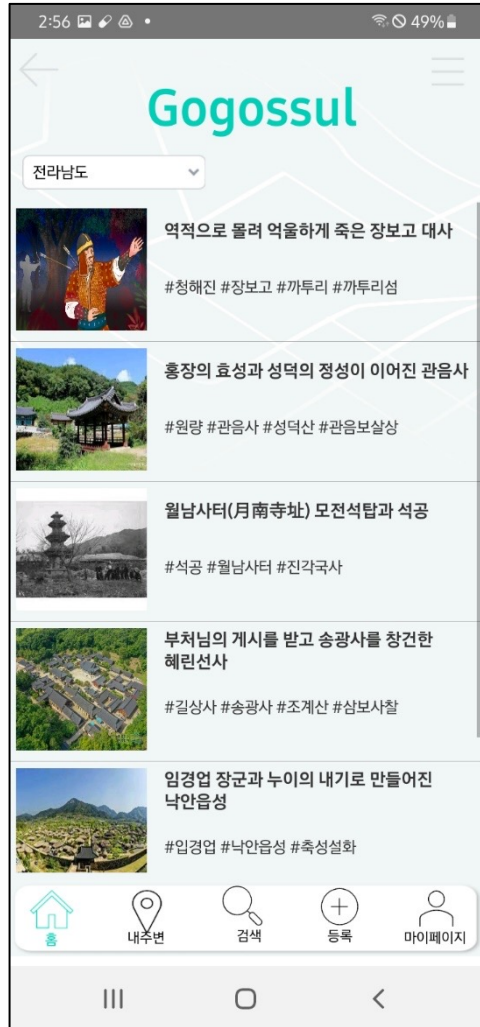 2:56 49%
Gogossul
전라남도
역적으로 몰려 억울하게 죽은 장보고 대사
#청해진 #장보고 #까투리 #까투리섬
홍장의 효성과 성덕의 정성이 이어진 관음사
#원량 #관음사 #성덕산 #관음보살상
월남사터(月南寺址) 모전석탑과 석공
#석공 #월남사터 #진각국사
부처님의 게시를 받고 송광사를 창건한
혜린선사
#길상사 #송광사 #조계산 #삼보사찰
임경업 장군과 누이의 내기로 만들어진
낙안읍성
#임경업 #낙안읍성 #축성설화
홈 내주변 검색 등록 마이페이지